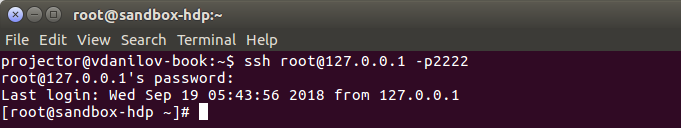 root@sandbox-hdp:~
File Edit View Search Terminal Help
projector@vdanilov-book:~$ ssh root@127.0.0.1 -p2222
root@127.0.0.1's password:
Last login: Wed Sep 19 05:43:56 2018 from 127.0.0.1
[root@sandbox-hdp ~]#